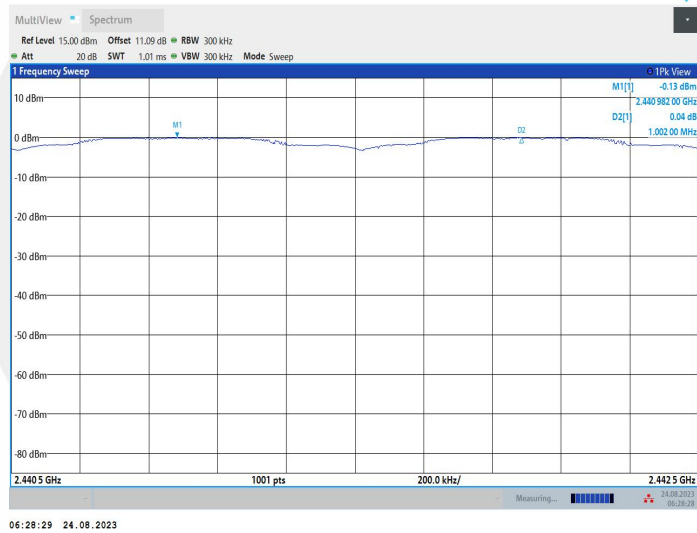 MultiView Spectrum
Ref Level 15.00 dBm Offset 11.09 dB RBW 300 kHz
Att 20 dB SWT 1.01 ms VBW 300 kHz Mode Sweep
1 Frequency Sweep 1Pk View
M1[1] -0.13 dBm
10 dBm 2.440 982 00 GHz
D2[1] 0.04 dB
1.002 00 MHz
M1
D2
0 dBm
-10 dBm
-20 dBm
-30 dBm
-40 dBm
-50 dBm
-60 dBm
-70 dBm
-80 dBm
2.440 5 GHz 1001 pts 200.0 kHz/ 2.442 5 GHz
Measuring... 24.08.2023
06:28:28
06:28:29 24.08.2023